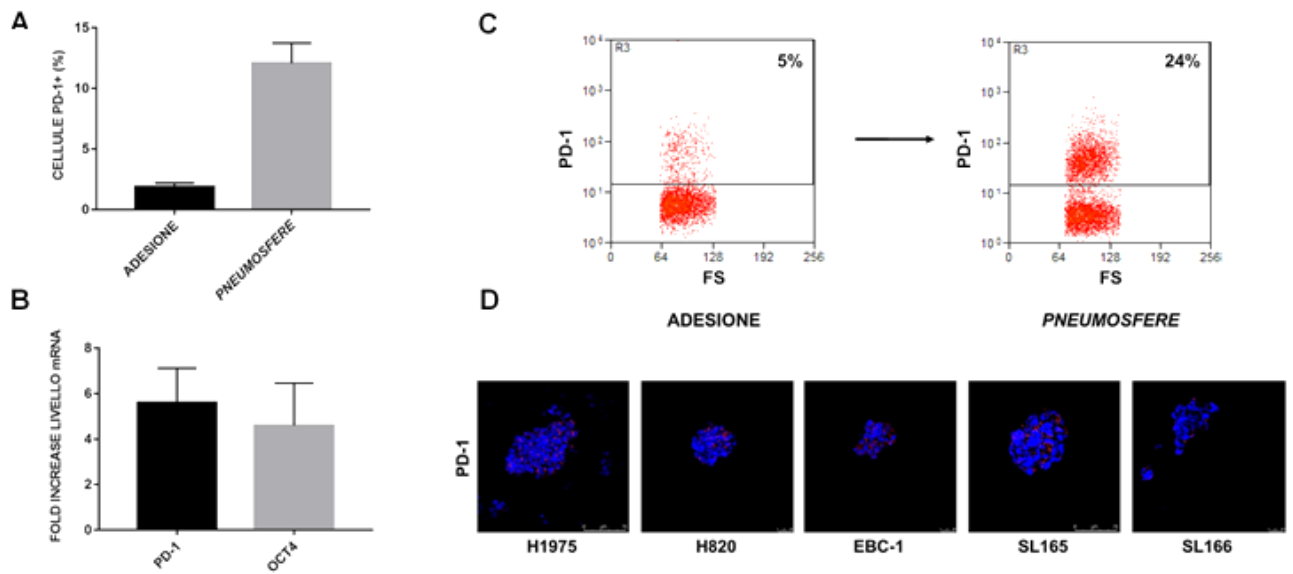 A
CELLULE PD-1+ (%)
15
10
5
0
ADESIONE
PNEUMOSFERE
B
FOLD INCREASE LIVELLO mRNA
8
6
4
2
0
PD-1
OCT4
C
PD-1
10⁴
10³
10²
10¹
10⁰
R3
5%
0 64 128 192 256
FS
PD-1
10⁴
10³
10²
10¹
10⁰
R3
24%
0 64 128 192 256
FS
D
ADESIONE
PNEUMOSFERE
PD-1
H1975
H820
EBC-1
SL165
SL166